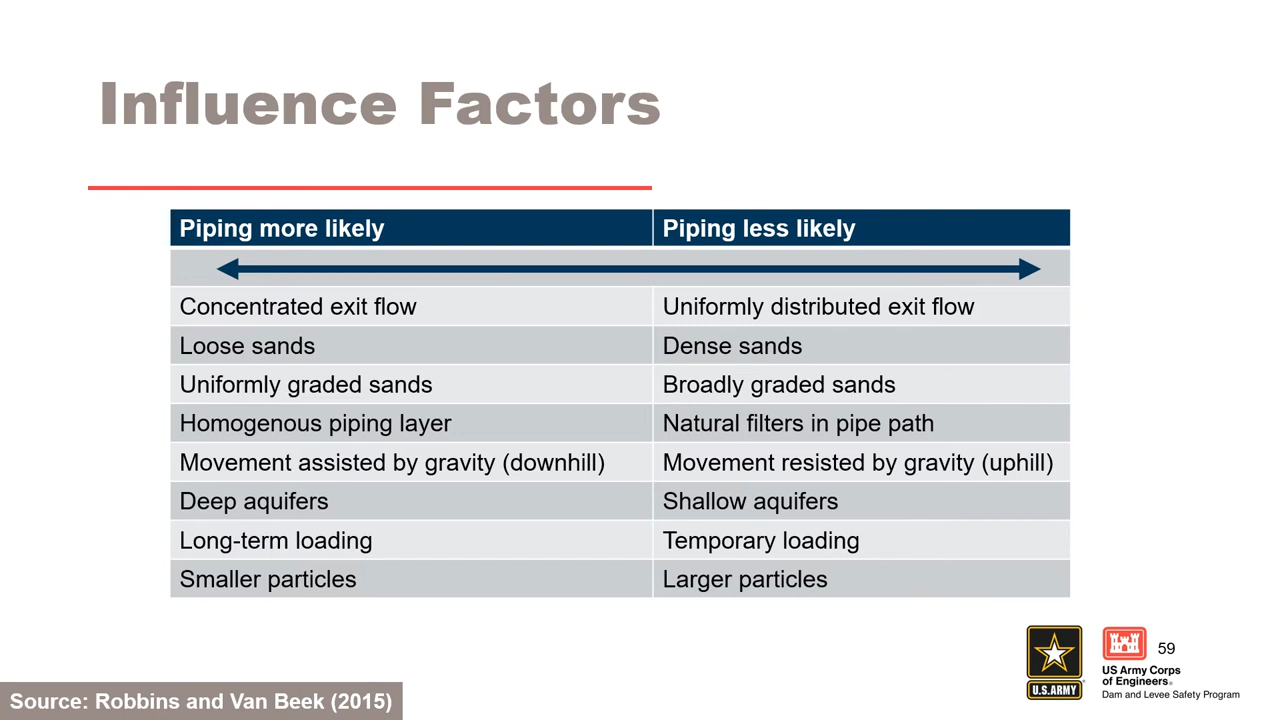 Influence Factors
Piping more likely
Piping less likely
Concentrated exit flow
Uniformly distributed exit flow
Loose sands
Dense sands
Uniformly graded sands
Broadly graded sands
Homogenous piping layer
Natural filters in pipe path
Movement assisted by gravity (downhill)
Movement resisted by gravity (uphill)
Deep aquifers
Shallow aquifers
Long-term loading
Temporary loading
Smaller particles
Larger particles
U.S.ARMY
59
US Army Corps
of Engineers®
Dam and Levee Safety Program
Source: Robbins and Van Beek (2015)